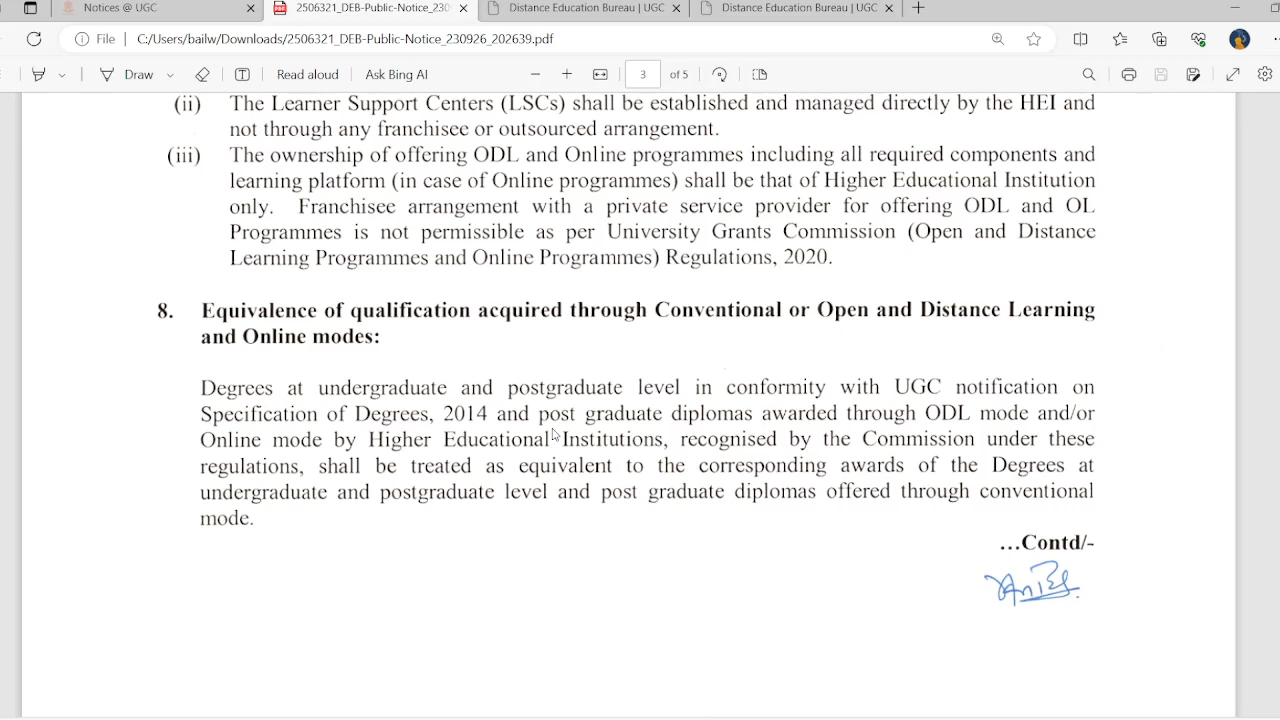 Notices @ UGC
2506321_DEB-Public-Notice_230
Distance Education Bureau | UGC
Distance Education Bureau | UGC
File
C:/Users/bailw/Downloads/2506321_DEB-Public-Notice_230926_202639.pdf
Draw
Read aloud
Ask Bing AI
3 of 5
(ii) The Learner Support Centers (LSCs) shall be established and managed directly by the HEI and
not through any franchisee or outsourced arrangement.
(iii) The ownership of offering ODL and Online programmes including all required components and
learning platform (in case of Online programmes) shall be that of Higher Educational Institution
only. Franchisee arrangement with a private service provider for offering ODL and OL
Programmes is not permissible as per University Grants Commission (Open and Distance
Learning Programmes and Online Programmes) Regulations, 2020.
8. Equivalence of qualification acquired through Conventional or Open and Distance Learning
and Online modes:
Degrees at undergraduate and postgraduate level in conformity with UGC notification on
Specification of Degrees, 2014 and post graduate diplomas awarded through ODL mode and/or
Online mode by Higher Educational Institutions, recognised by the Commission under these
regulations, shall be treated as equivalent to the corresponding awards of the Degrees at
undergraduate and postgraduate level and post graduate diplomas offered through conventional
mode.
...Contd/-